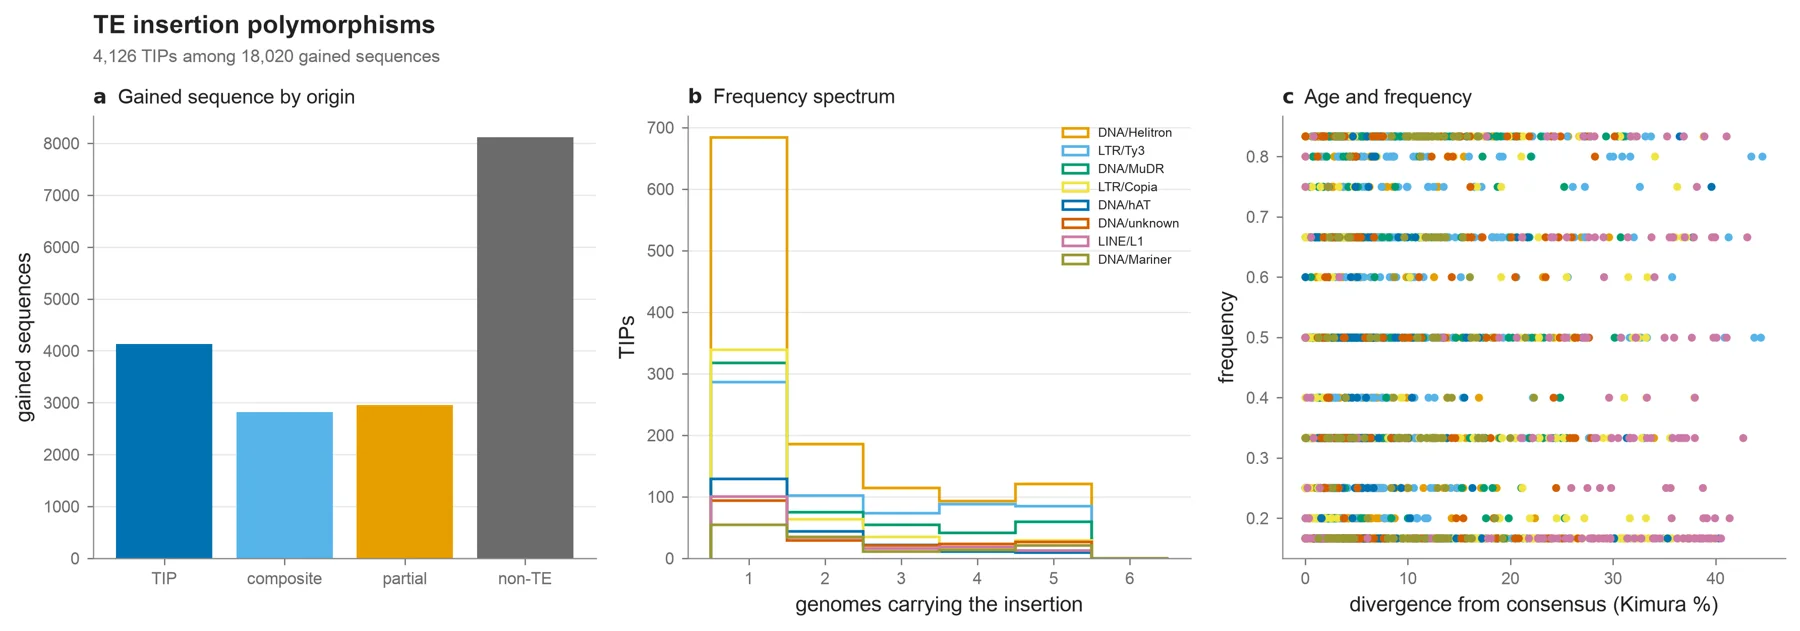 TE insertion polymorphisms
4,126 TIPs among 18,020 gained sequences
a Gained sequence by origin
gained sequences
8000
7000
6000
5000
4000
3000
2000
1000
0
TIP
composite
partial
non-TE
b Frequency spectrum
TIPs
700
600
500
400
300
200
100
0
DNA/Helitron
LTR/Ty3
DNA/MuDR
LTR/Copia
DNA/hAT
DNA/unknown
LINE/L1
DNA/Mariner
1
2
3
4
5
6
genomes carrying the insertion
c Age and frequency
frequency
0.8
0.7
0.6
0.5
0.4
0.3
0.2
0
10
20
30
40
divergence from consensus (Kimura %)